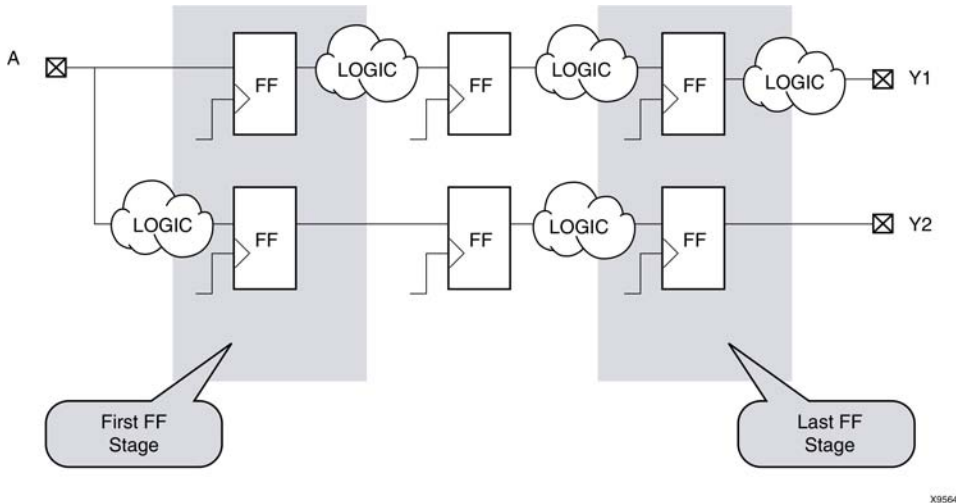 A
FF
LOGIC
FF
LOGIC
FF
LOGIC
Y1
LOGIC
FF
FF
LOGIC
FF
Y2
First FF
Stage
Last FF
Stage
X9564